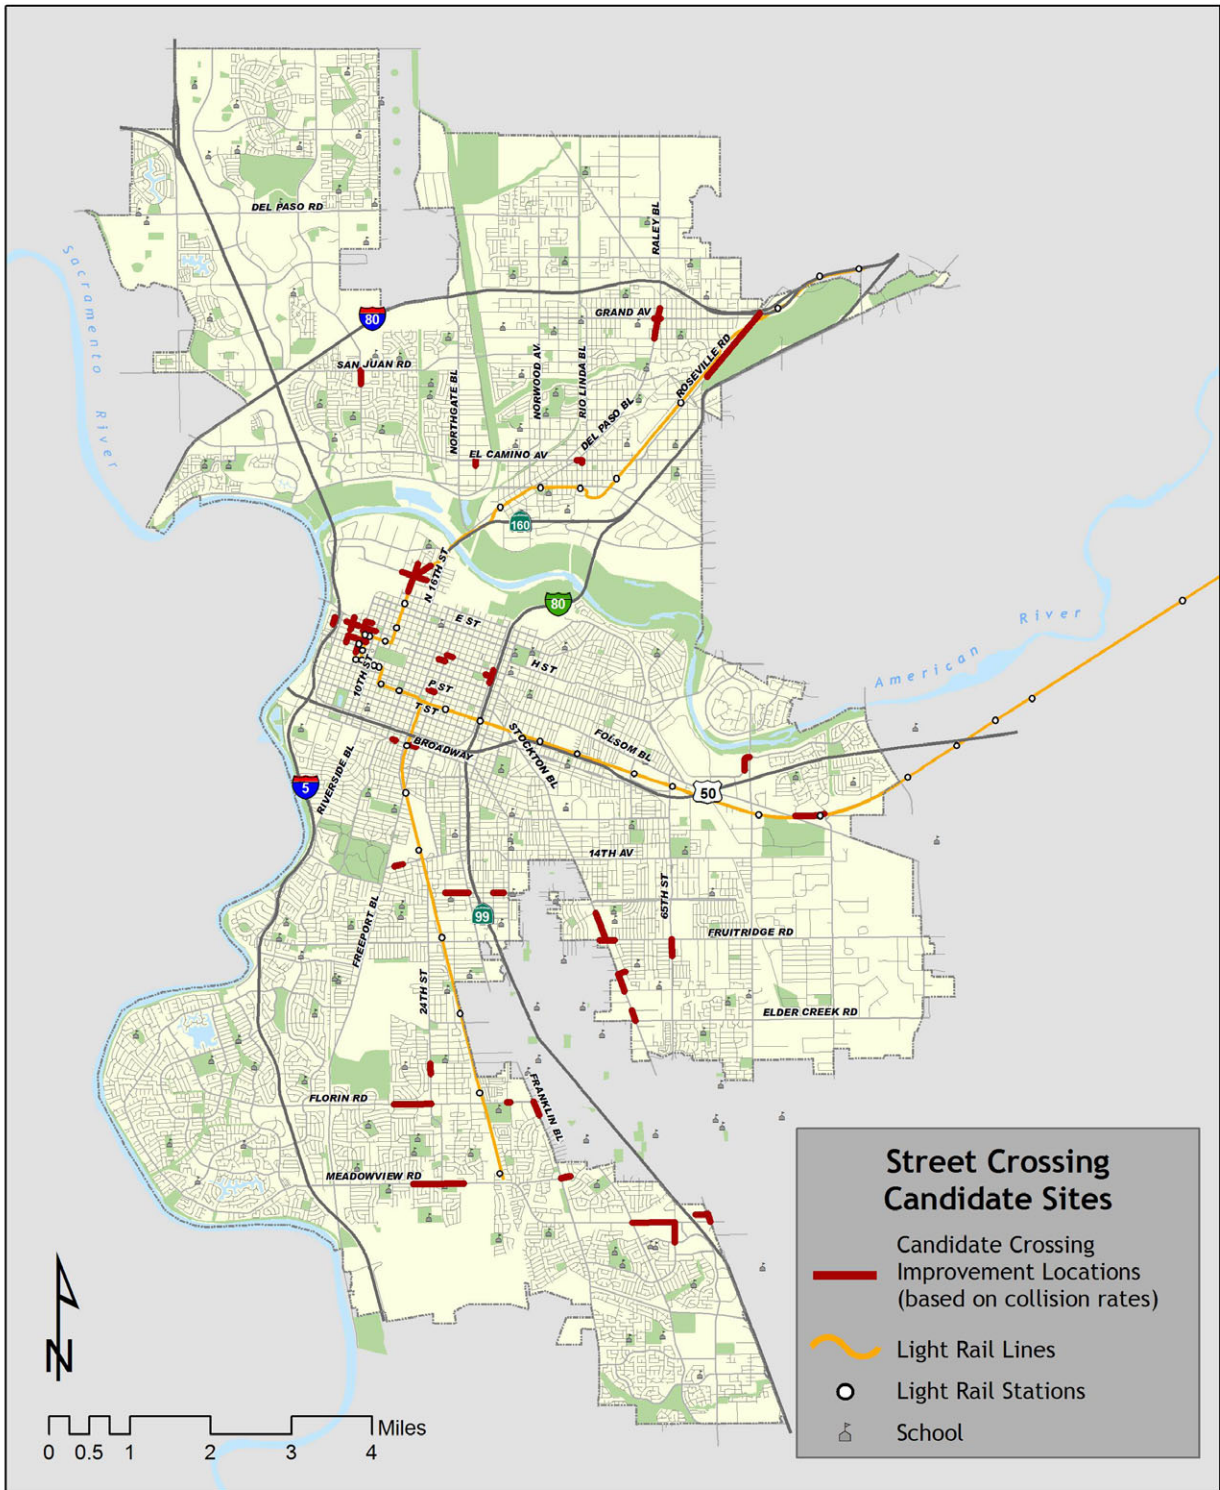 DEL PASO RD
RALEY BL
Sacramento River
80
GRAND AV
SAN JUAN RD
ROSEVILLE RD
NORTHGATE BL
NORWOOD AV
RIO LINDA BL
DEL PASO BL
EL CAMINO AV
160
N 16TH ST
80
E ST
H ST
American River
10TH ST
P ST
T ST
BROADWAY
STOCKTON BL
FOLSOM BL
RIVERSIDE BL
5
50
14TH AV
65TH ST
FREEPORT BL
99
FRUITRIDGE RD
24TH ST
ELDER CREEK RD
FLORIN RD
FRANKLIN BL
MEADOWVIEW RD
Street Crossing
Candidate Sites
Candidate Crossing
Improvement Locations
(based on collision rates)
Light Rail Lines
Light Rail Stations
School
N
Miles
0 0.5 1 2 3 4